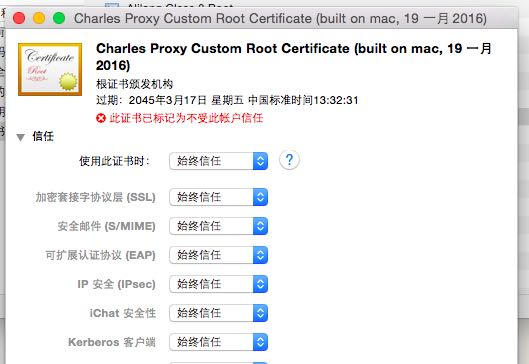 Alilang Class 0 Root
Charles Proxy Custom Root Certificate (built on mac, 19 一月 2016)
Certificate
Root
Charles Proxy Custom Root Certificate (built on mac, 19 一月
2016)
根证书颁发机构
过期：2045年3月17日 星期五 中国标准时间13:32:31
此证书已标记为不受此帐户信任
信任
使用此证书时： 始终信任 ?
加密套接字协议层 (SSL) 始终信任
安全邮件 (S/MIME) 始终信任
可扩展认证协议 (EAP) 始终信任
IP 安全 (IPsec) 始终信任
iChat 安全性 始终信任
Kerberos 客户端 始终信任